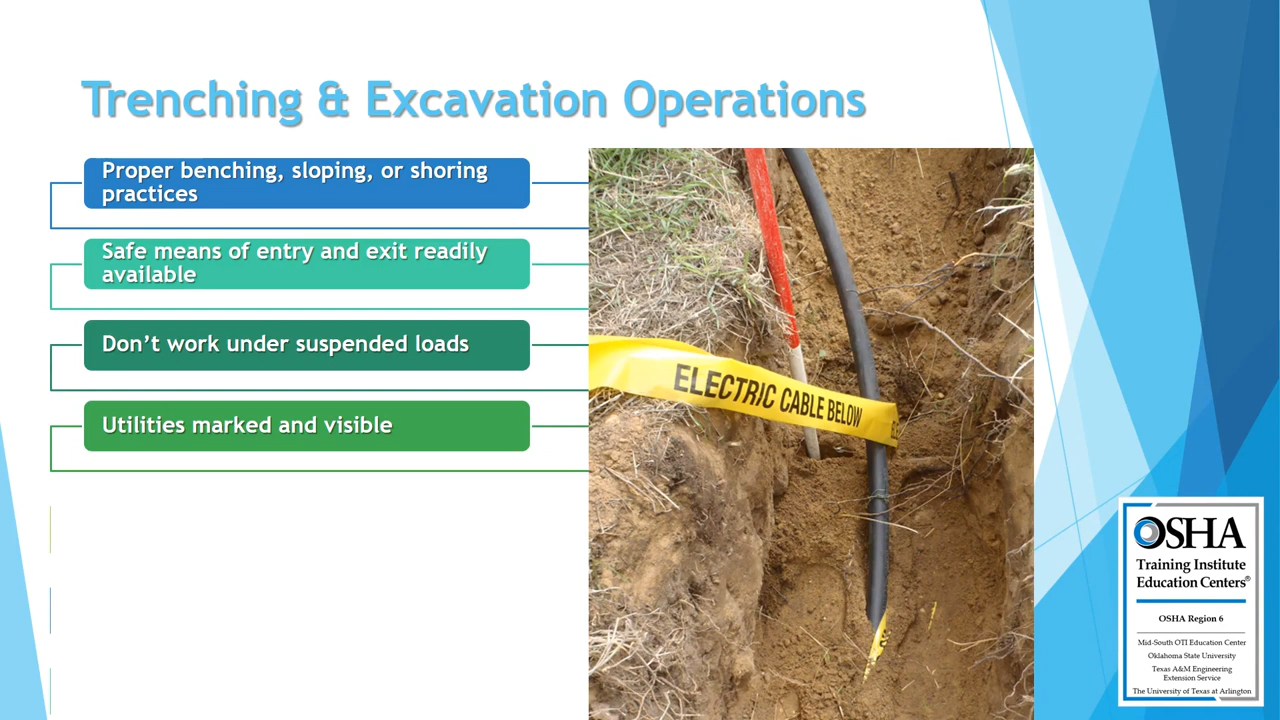 Trenching & Excavation Operations
Proper benching, sloping, or shoring
practices
Safe means of entry and exit readily
available
Don’t work under suspended loads
Utilities marked and visible
ELECTRIC CABLE BELOW
OSHA
Training Institute
Education Centers®
OSHA Region 6
Mid-South OTI Education Center
Oklahoma State University
Texas A&M Engineering
Extension Service
The University of Texas at Arlington